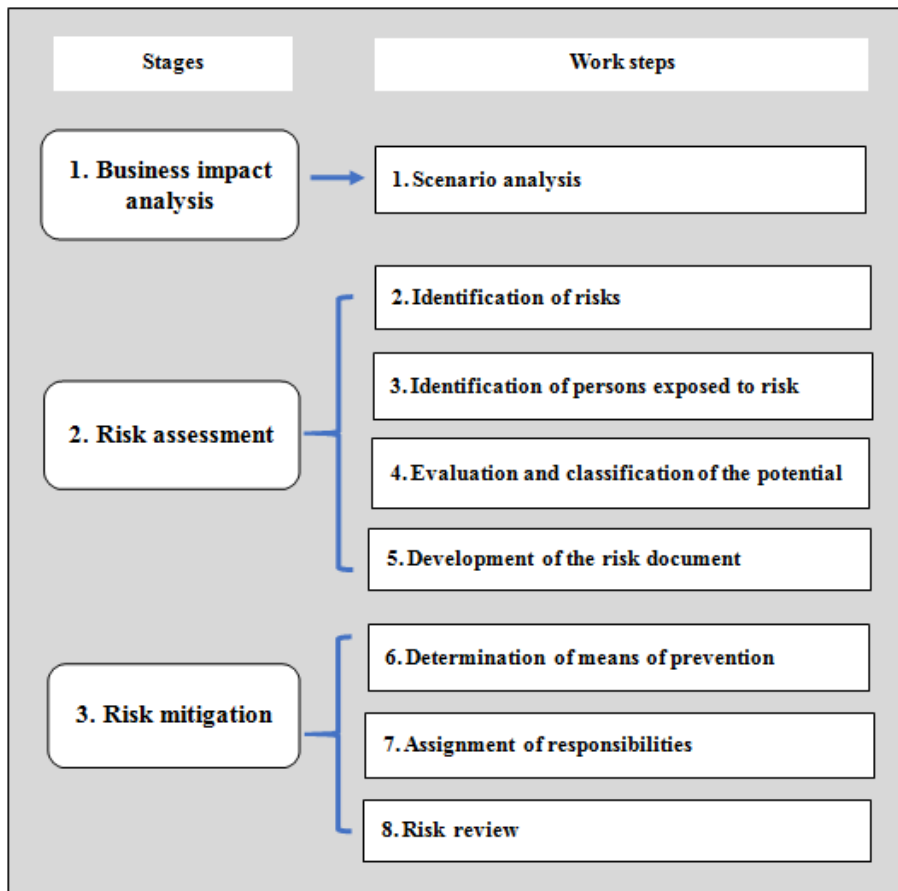 Stages
Work steps
1. Business impact
analysis
1. Scenario analysis
2. Identification of risks
3. Identification of persons exposed to risk
2. Risk assessment
4. Evaluation and classification of the potential
5. Development of the risk document
6. Determination of means of prevention
3. Risk mitigation
7. Assignment of responsibilities
8. Risk review